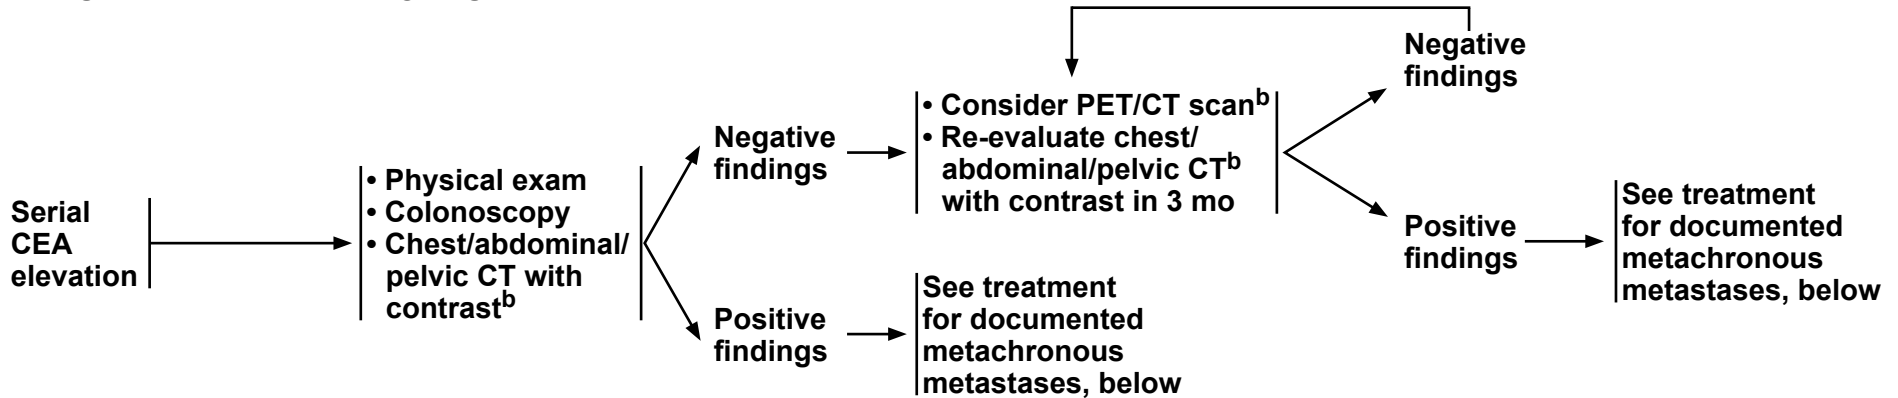 Serial
CEA
elevation
• Physical exam
• Colonoscopy
• Chest/abdominal/
pelvic CT with
contrastb
Negative
findings
Positive
findings
• Consider PET/CT scanb
• Re-evaluate chest/
abdominal/pelvic CTb
with contrast in 3 mo
See treatment
for documented
metachronous
metastases, below
Negative
findings
Positive
findings
See treatment
for documented
metachronous
metastases, below